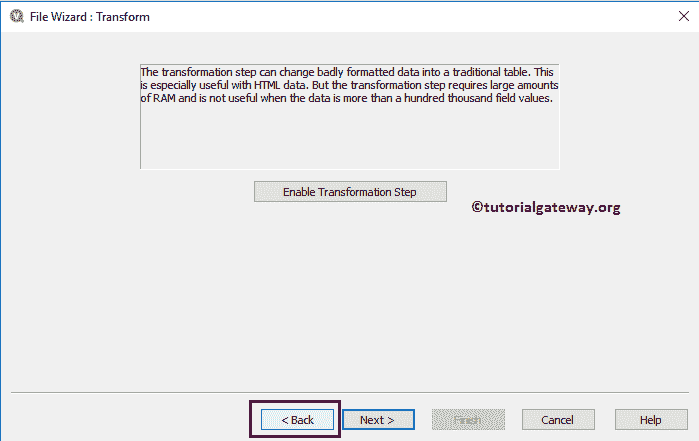 File Wizard : Transform
The transformation step can change badly formatted data into a traditional table. This
is especially useful with HTML data. But the transformation step requires large amounts
of RAM and is not useful when the data is more than a hundred thousand field values.
Enable Transformation Step
©tutorialgateway.org
< Back Next > Finish Cancel Help